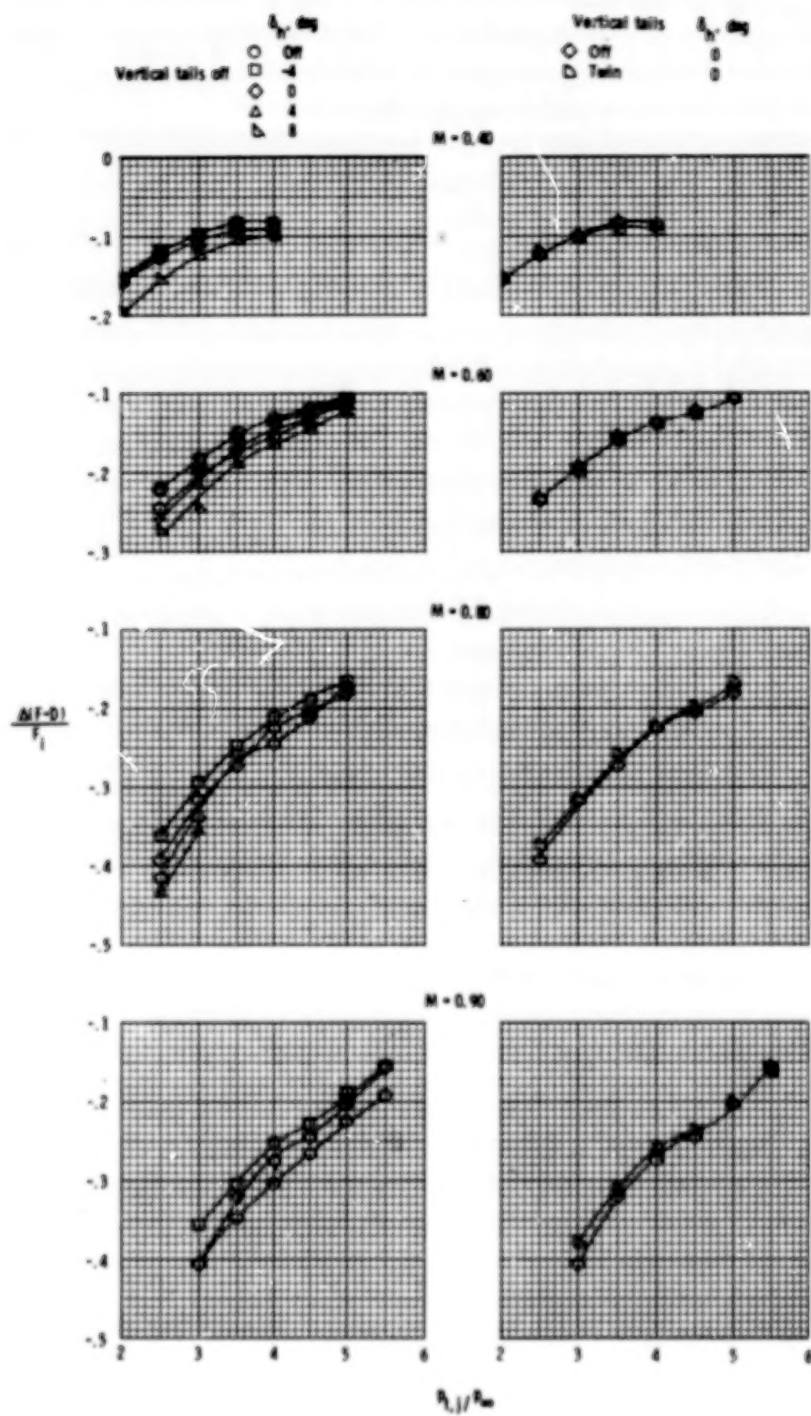 δh, deg
Vertical tails off
○ Off
□ -4
◇ 0
△ 4
8
Vertical tails δh, deg
◇ Off 0
Twin 0
M = 0.40
0
-.1
-.2
M = 0.60
-.1
-.2
-.3
M = 0.80
-.1
-.2
-.3
-.4
-.5
Δ(F-D)
Fj
M = 0.90
-.1
-.2
-.3
-.4
-.5
2 3 4 5 6
2 3 4 5 6
pt,j/p∞